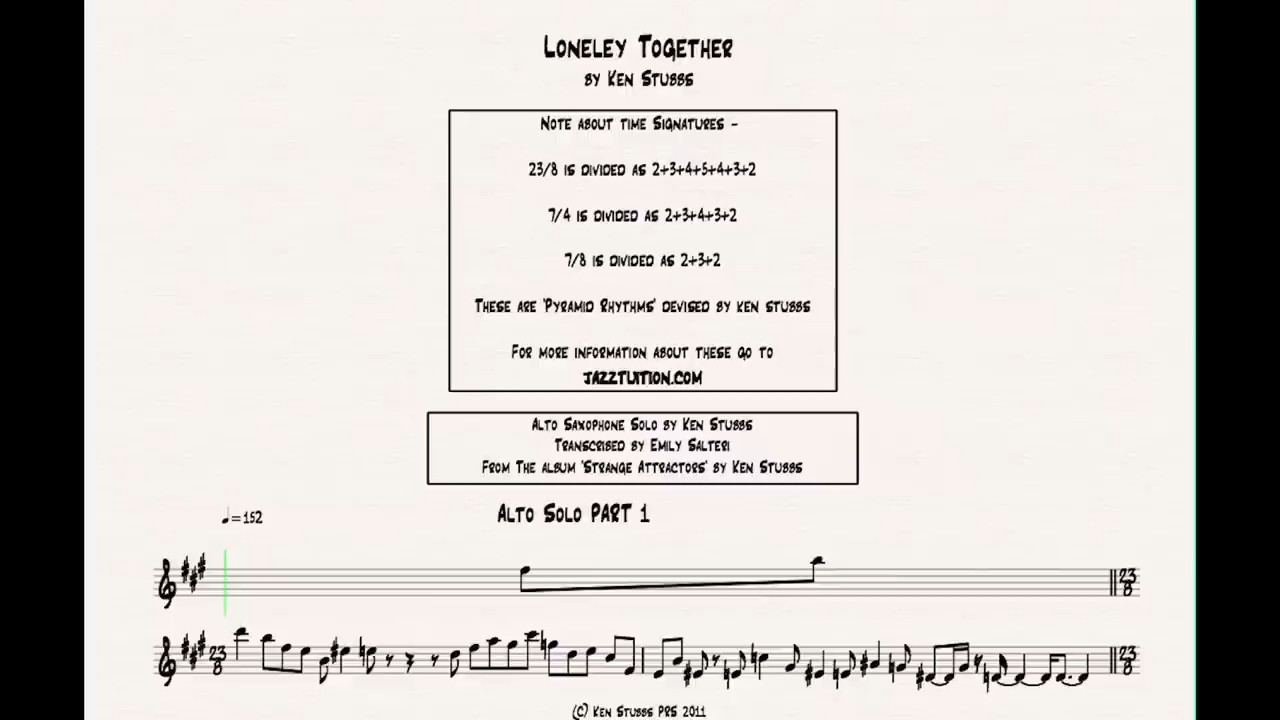 Loneley Together
by Ken Stubbs
Note about time Signatures -
23/8 is divided as 2+3+4+5+4+3+2
7/4 is divided as 2+3+4+3+2
7/8 is divided as 2+3+2
These are 'Pyramid Rhythms' devised by ken stubbs
For more information about these go to
jazztuition.com
Alto Saxophone Solo by Ken Stubbs
Transcribed by Emily Salteri
From The album 'Strange Attractors' by Ken Stubbs
Alto Solo PART 1
♩=152
23
8
23
8
23
8
(C) Ken Stubbs PRS 2011